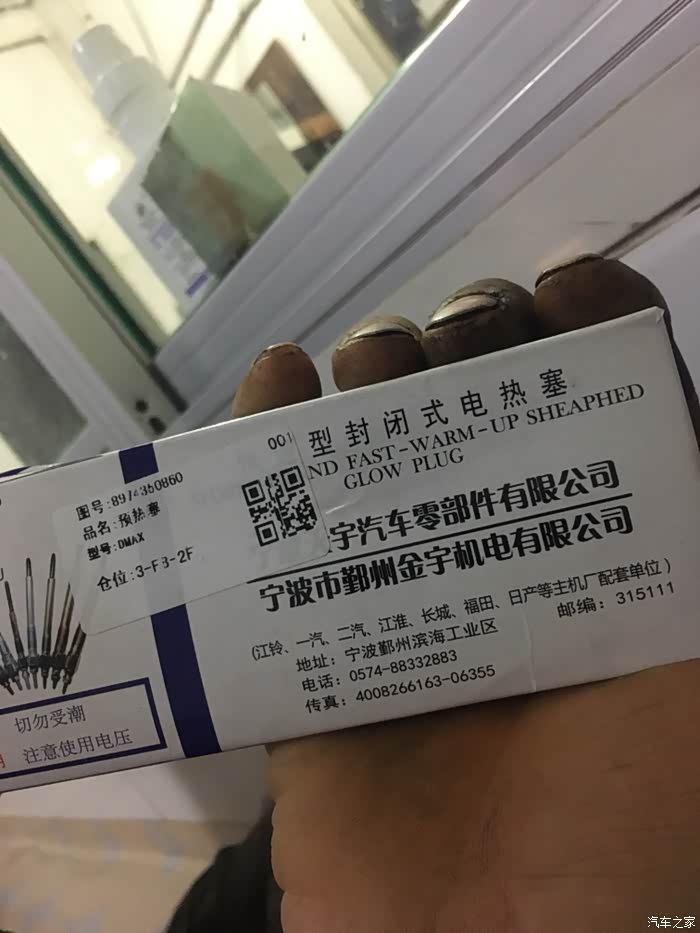 001
图号:8974350860
品名:预热塞
型号:DMAX
仓位:3-FB-2F
型封闭式电热塞
ND FAST-WARM-UP SHEAPHED
GLOW PLUG
宇汽车零部件有限公司
宁波市鄞州金宇机电有限公司
(江铃、一汽、二汽、江淮、长城、福田、日产等主机厂配套单位)
地址: 宁波鄞州滨海工业区
邮编: 315111
电话: 0574-88332883
传真: 4008266163-06355
切勿受潮
注意使用电压
汽车之家